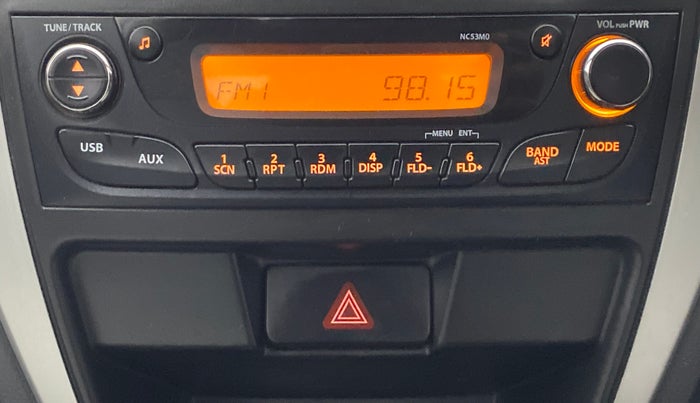 TUNE/TRACK
NC53M0
VOL PUSH PWR
FM1 98.15
MENU ENT
USB
AUX
1 2 3 4 5 6
SCN RPT RDM DISP FLD- FLD+
BAND
AST
MODE